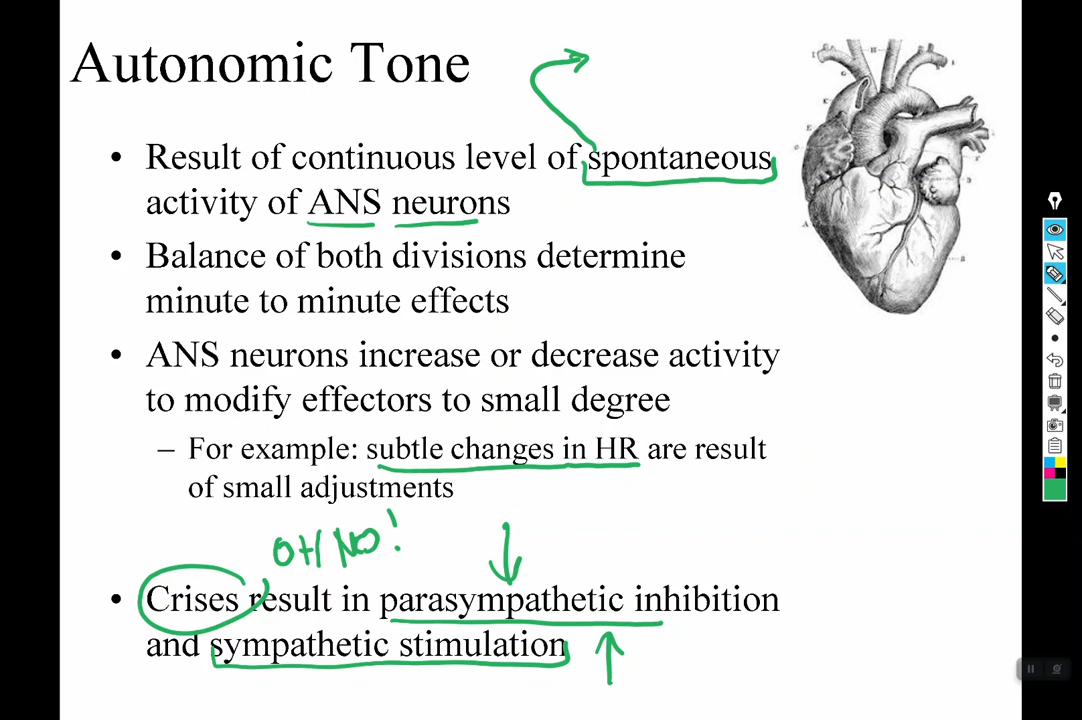 Autonomic Tone
• Result of continuous level of spontaneous
activity of ANS neurons
• Balance of both divisions determine
minute to minute effects
• ANS neurons increase or decrease activity
to modify effectors to small degree
– For example: subtle changes in HR are result
of small adjustments
OH NO!
• Crises result in parasympathetic inhibition
and sympathetic stimulation